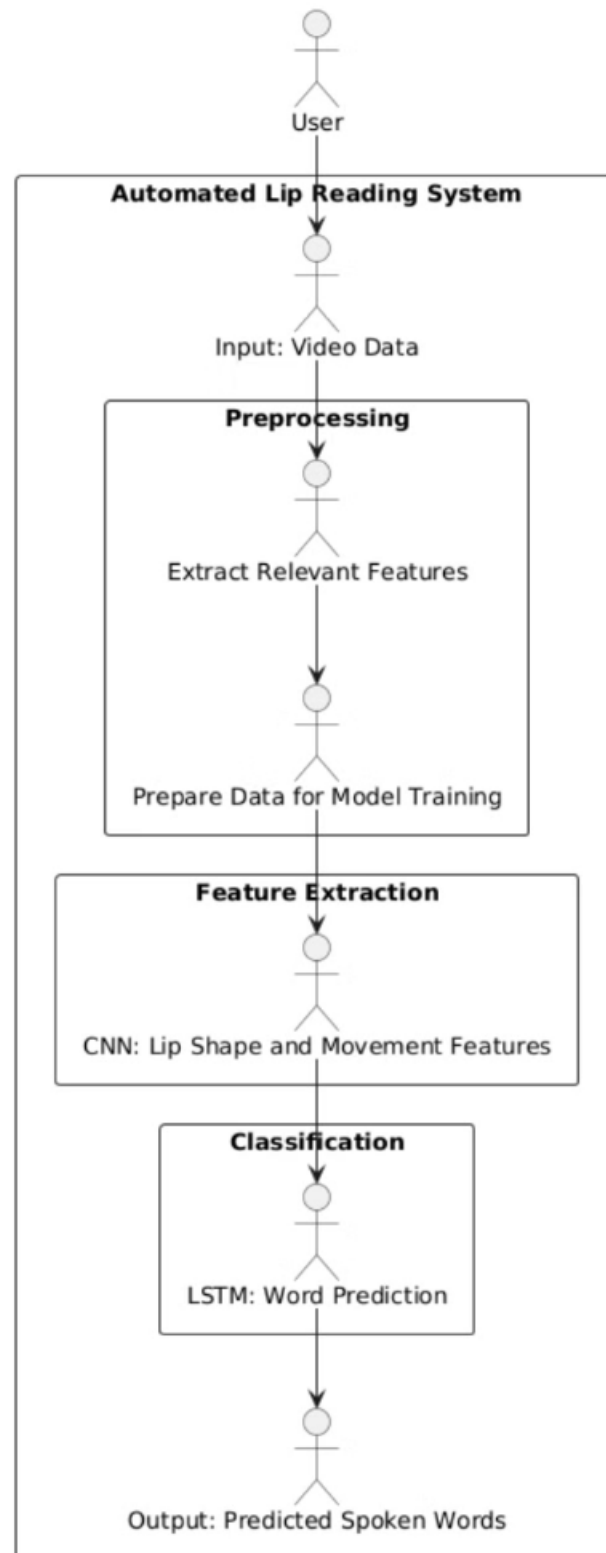 User
Automated Lip Reading System
Input: Video Data
Preprocessing
Extract Relevant Features
Prepare Data for Model Training
Feature Extraction
CNN: Lip Shape and Movement Features
Classification
LSTM: Word Prediction
Output: Predicted Spoken Words